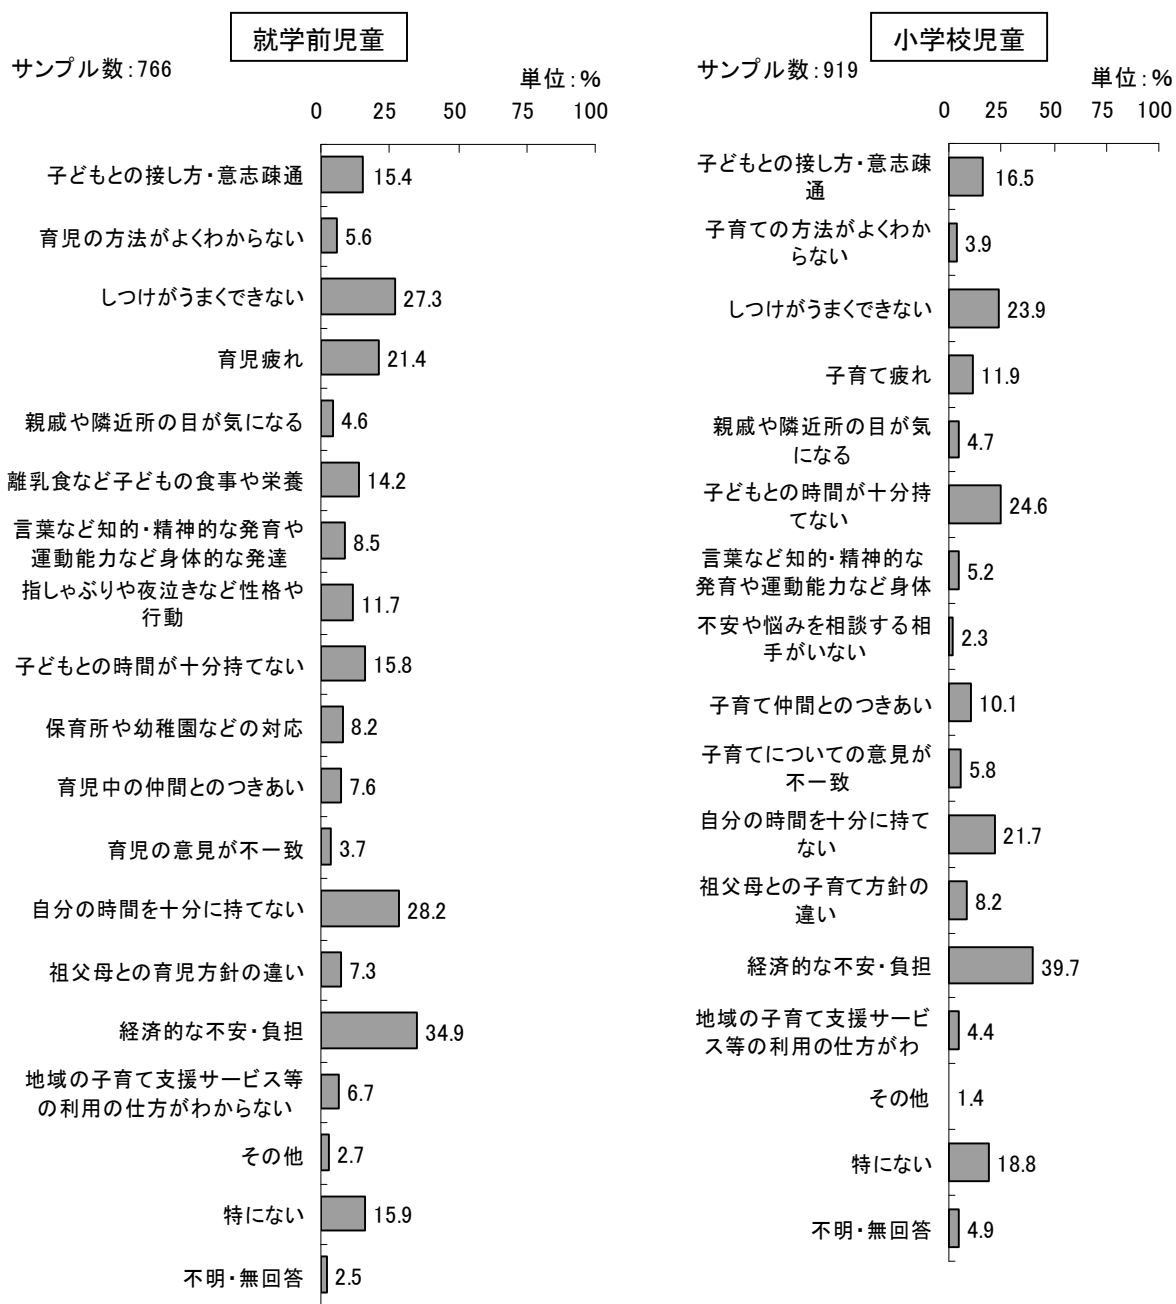 就学前児童
サンプル数：766
単位：％
0 25 50 75 100
子どもとの接し方・意志疎通 15.4
育児の方法がよくわからない 5.6
しつけがうまくできない 27.3
育児疲れ 21.4
親戚や隣近所の目が気になる 4.6
離乳食など子どもの食事や栄養 14.2
言葉など知的・精神的な発育や
運動能力など身体的な発達 8.5
指しゃぶりや夜泣きなど性格や
行動 11.7
子どもとの時間が十分持てない 15.8
保育所や幼稚園などの対応 8.2
育児中の仲間とのつきあい 7.6
育児の意見が不一致 3.7
自分の時間を十分に持てない 28.2
祖父母との育児方針の違い 7.3
経済的な不安・負担 34.9
地域の子育て支援サービス等
の利用の仕方がわからない 6.7
その他 2.7
特にない 15.9
不明・無回答 2.5
小学校児童
サンプル数：919
単位：％
0 25 50 75 100
子どもとの接し方・意志疎
通 16.5
子育ての方法がよくわか
らない 3.9
しつけがうまくできない 23.9
子育て疲れ 11.9
親戚や隣近所の目が気
になる 4.7
子どもとの時間が十分持
てない 24.6
言葉など知的・精神的な
発育や運動能力など身体 5.2
不安や悩みを相談する相
手がいない 2.3
子育て仲間とのつきあい 10.1
子育てについての意見が
不一致 5.8
自分の時間を十分に持て
ない 21.7
祖父母との子育て方針の
違い 8.2
経済的な不安・負担 39.7
地域の子育て支援サービ
ス等の利用の仕方がわ 4.4
その他 1.4
特にない 18.8
不明・無回答 4.9